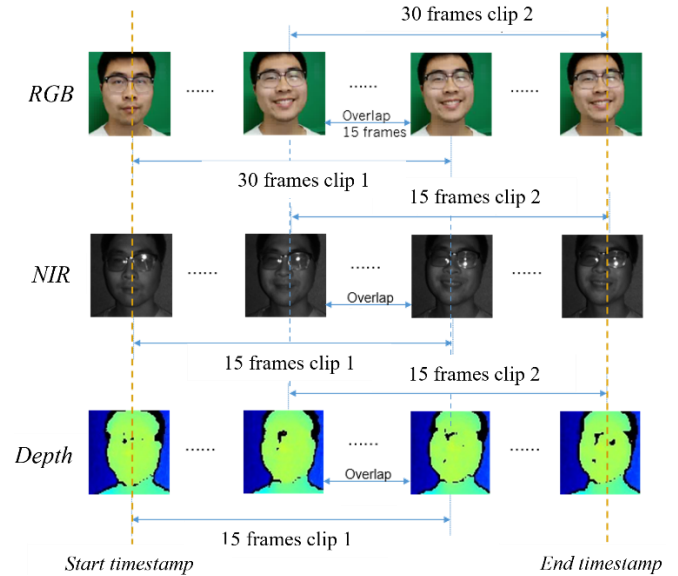 30 frames clip 2
RGB
......
......
......
Overlap
15 frames
30 frames clip 1
15 frames clip 2
NIR
......
......
......
Overlap
15 frames clip 1
15 frames clip 2
Depth
......
......
......
Overlap
15 frames clip 1
Start timestamp
End timestamp